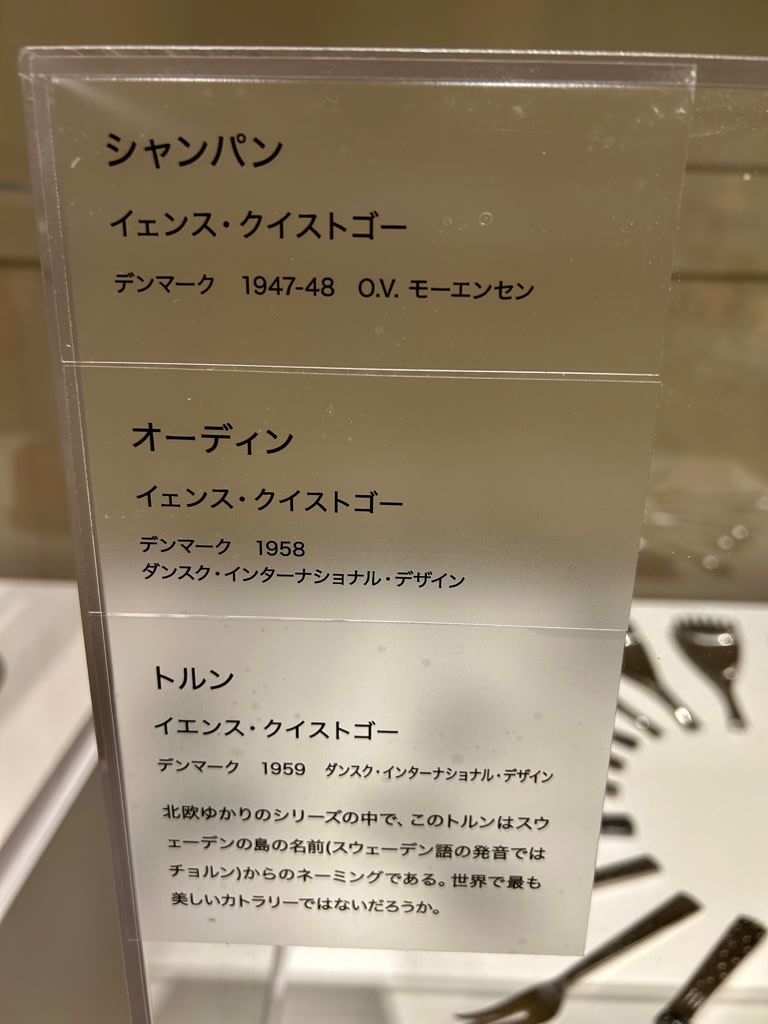 シャンパン
イェンス・クイストゴー
デンマーク　1947-48　O.V. モーエンセン
オーディン
イェンス・クイストゴー
デンマーク　1958
ダンスク・インターナショナル・デザイン
トルン
イエンス・クイストゴー
デンマーク　1959　ダンスク・インターナショナル・デザイン
北欧ゆかりのシリーズの中で、このトルンはスウ
ェーデンの島の名前(スウェーデン語の発音では
チョルン)からのネーミングである。世界で最も
美しいカトラリーではないだろうか。